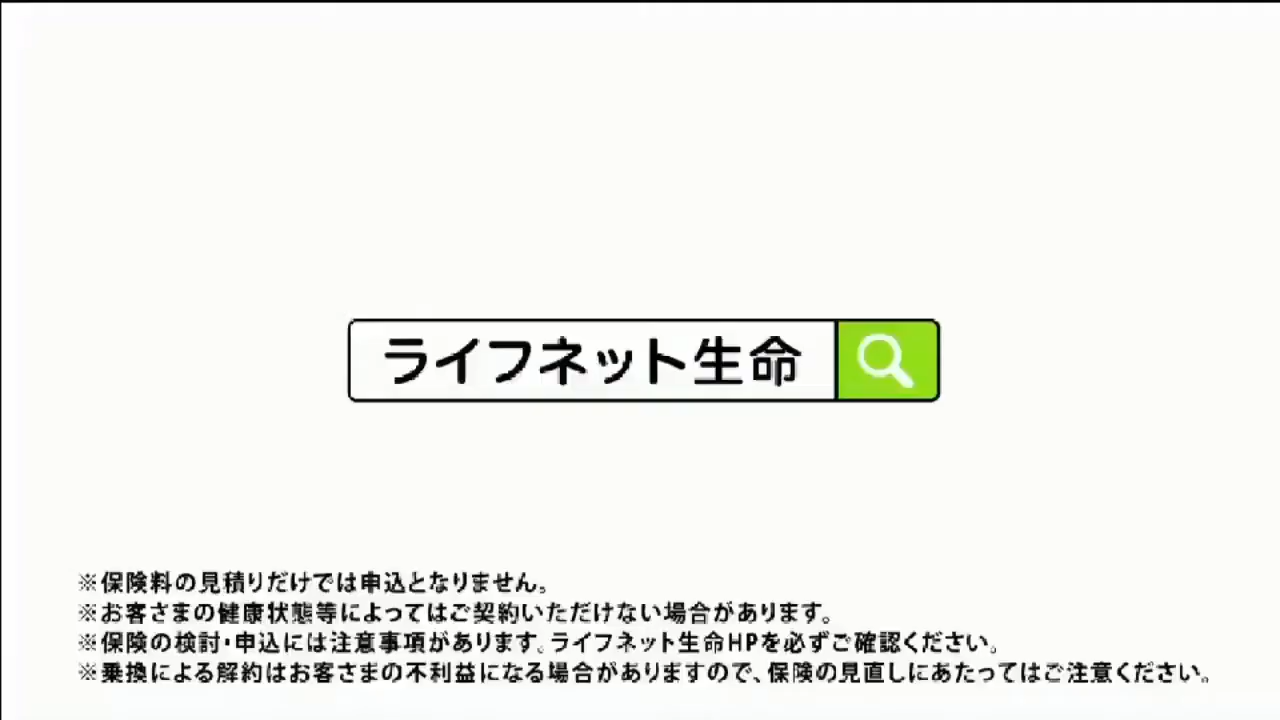 ライフネット生命
※保険料の見積りだけでは申込となりません。
※お客さまの健康状態等によってはご契約いただけない場合があります。
※保険の検討・申込には注意事項があります。ライフネット生命HPを必ずご確認ください。
※乗換による解約はお客さまの不利益になる場合がありますので、保険の見直しにあたってはご注意ください。